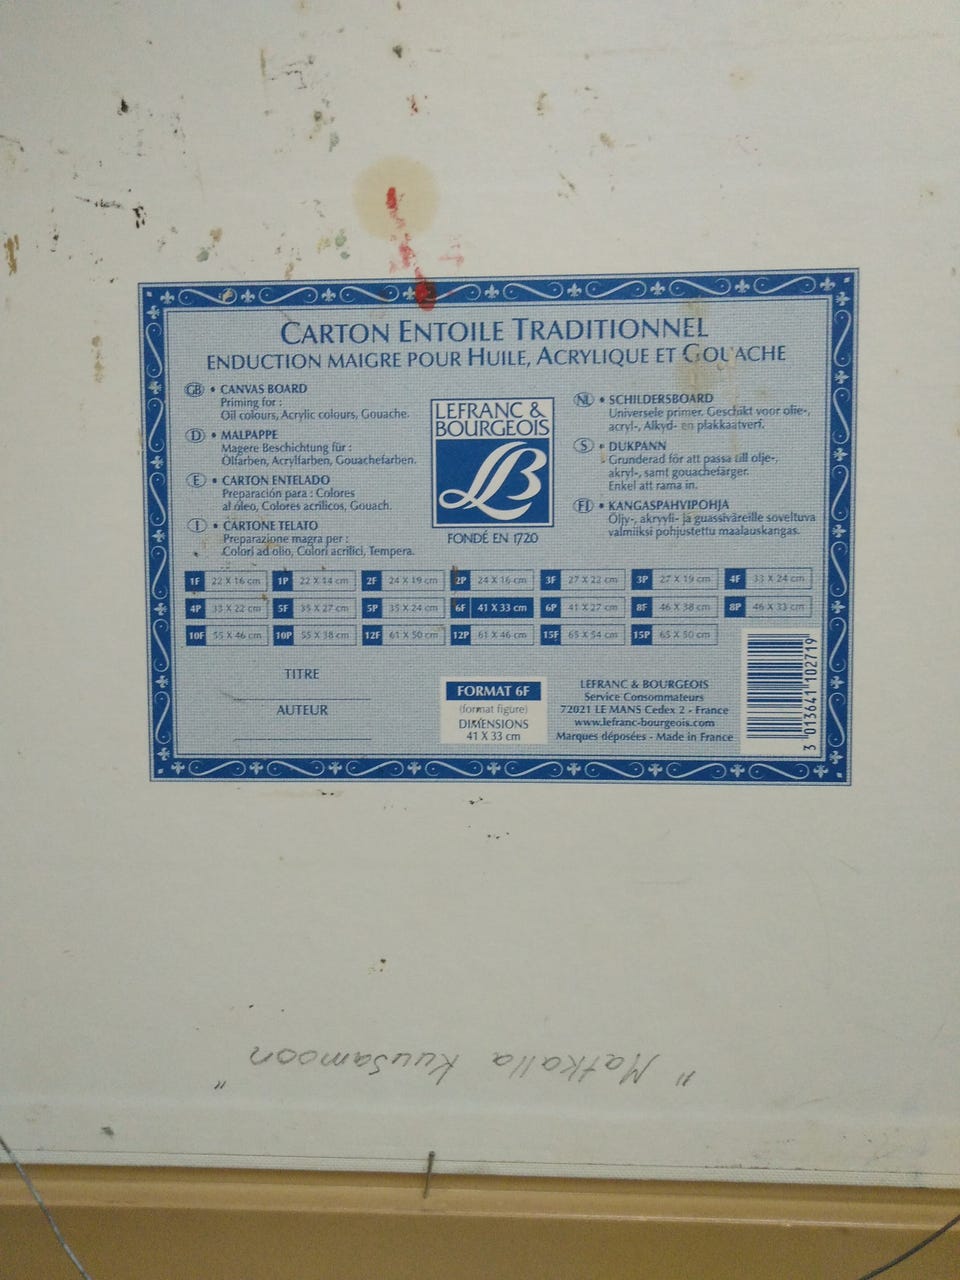 CARTON ENTOILE TRADITIONNEL
ENDUCTION MAIGRE POUR HUILE, ACRYLIQUE ET GOUACHE
GB • CANVAS BOARD
Priming for :
Oil colours, Acrylic colours, Gouache.
D • MALPAPPE
Magere Beschichtung für :
Ölfarben, Acrylfarben, Gouachefarben.
E • CARTON ENTELADO
Preparación para : Colores
al óleo, Colores acrilicos, Gouach.
I • CARTONE TELATO
Preparazione magra per :
Colori ad olio, Colori acrilici, Tempera.
LEFRANC &
BOURGEOIS
LB
FONDÉ EN 1720
NL • SCHILDERSBOARD
Universele primer. Geschikt voor olie-,
acryl-, Alkyd- en plakkaatverf.
S • DUKPANN
Grunderad för att passa till olje-,
akryl-, samt gouachefärger.
Enkel att rama in.
FI • KANGASPAHVIPOHJA
Öljy-, akryyli- ja guassiväreille soveltuva
valmiiksi pohjustettu maalauskangas.
1F 22 X 16 cm 1P 22 X 14 cm 2F 24 X 19 cm 2P 24 X 16 cm 3F 27 X 22 cm 3P 27 X 19 cm 4F 33 X 24 cm
4P 33 X 22 cm 5F 35 X 27 cm 5P 35 X 24 cm 6F 41 X 33 cm 6P 41 X 27 cm 8F 46 X 38 cm 8P 46 X 33 cm
10F 55 X 46 cm 10P 55 X 38 cm 12F 61 X 50 cm 12P 61 X 46 cm 15F 65 X 54 cm 15P 65 X 50 cm
TITRE
AUTEUR
FORMAT 6F
(format figure)
DIMENSIONS
41 X 33 cm
LEFRANC & BOURGEOIS
Service Consommateurs
72021 LE MANS Cedex 2 - France
www.lefranc-bourgeois.com
Marques déposées - Made in France
3 013641 102719
"Matkalla Kuusamoon"